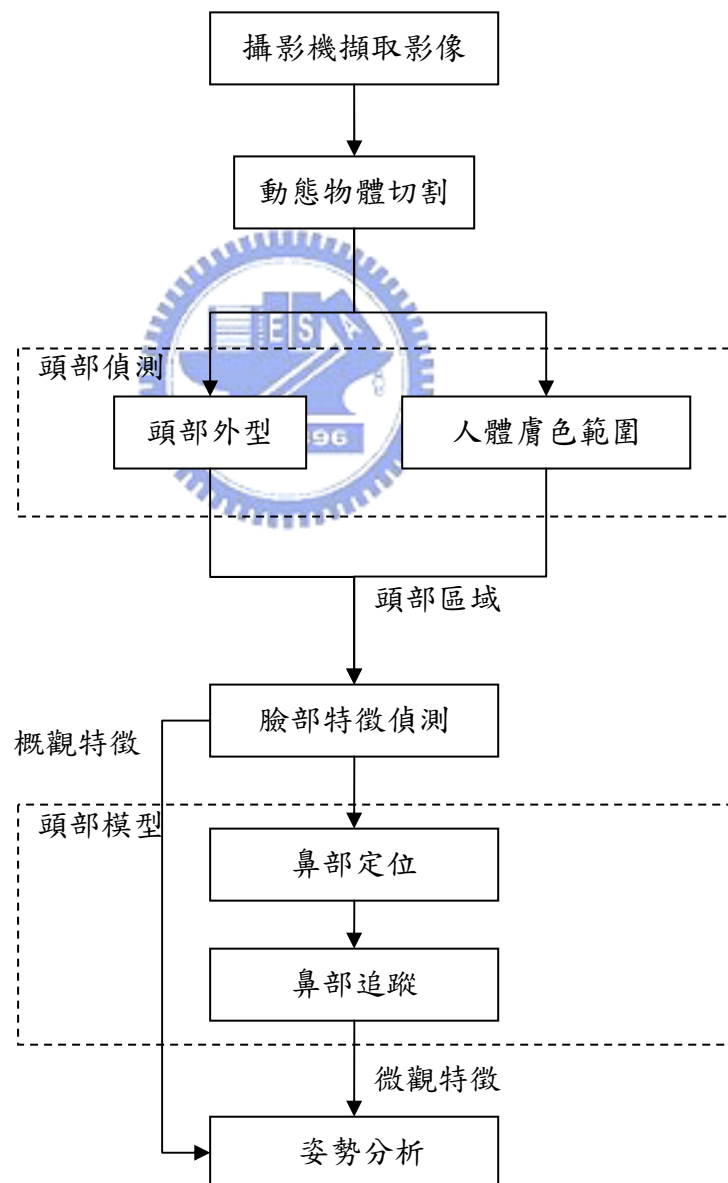 攝影機擷取影像
動態物體切割
E S A
頭部偵測
頭部外型
人體膚色範圍
896
頭部區域
臉部特徵偵測
概觀特徵
頭部模型
鼻部定位
鼻部追蹤
微觀特徵
姿勢分析